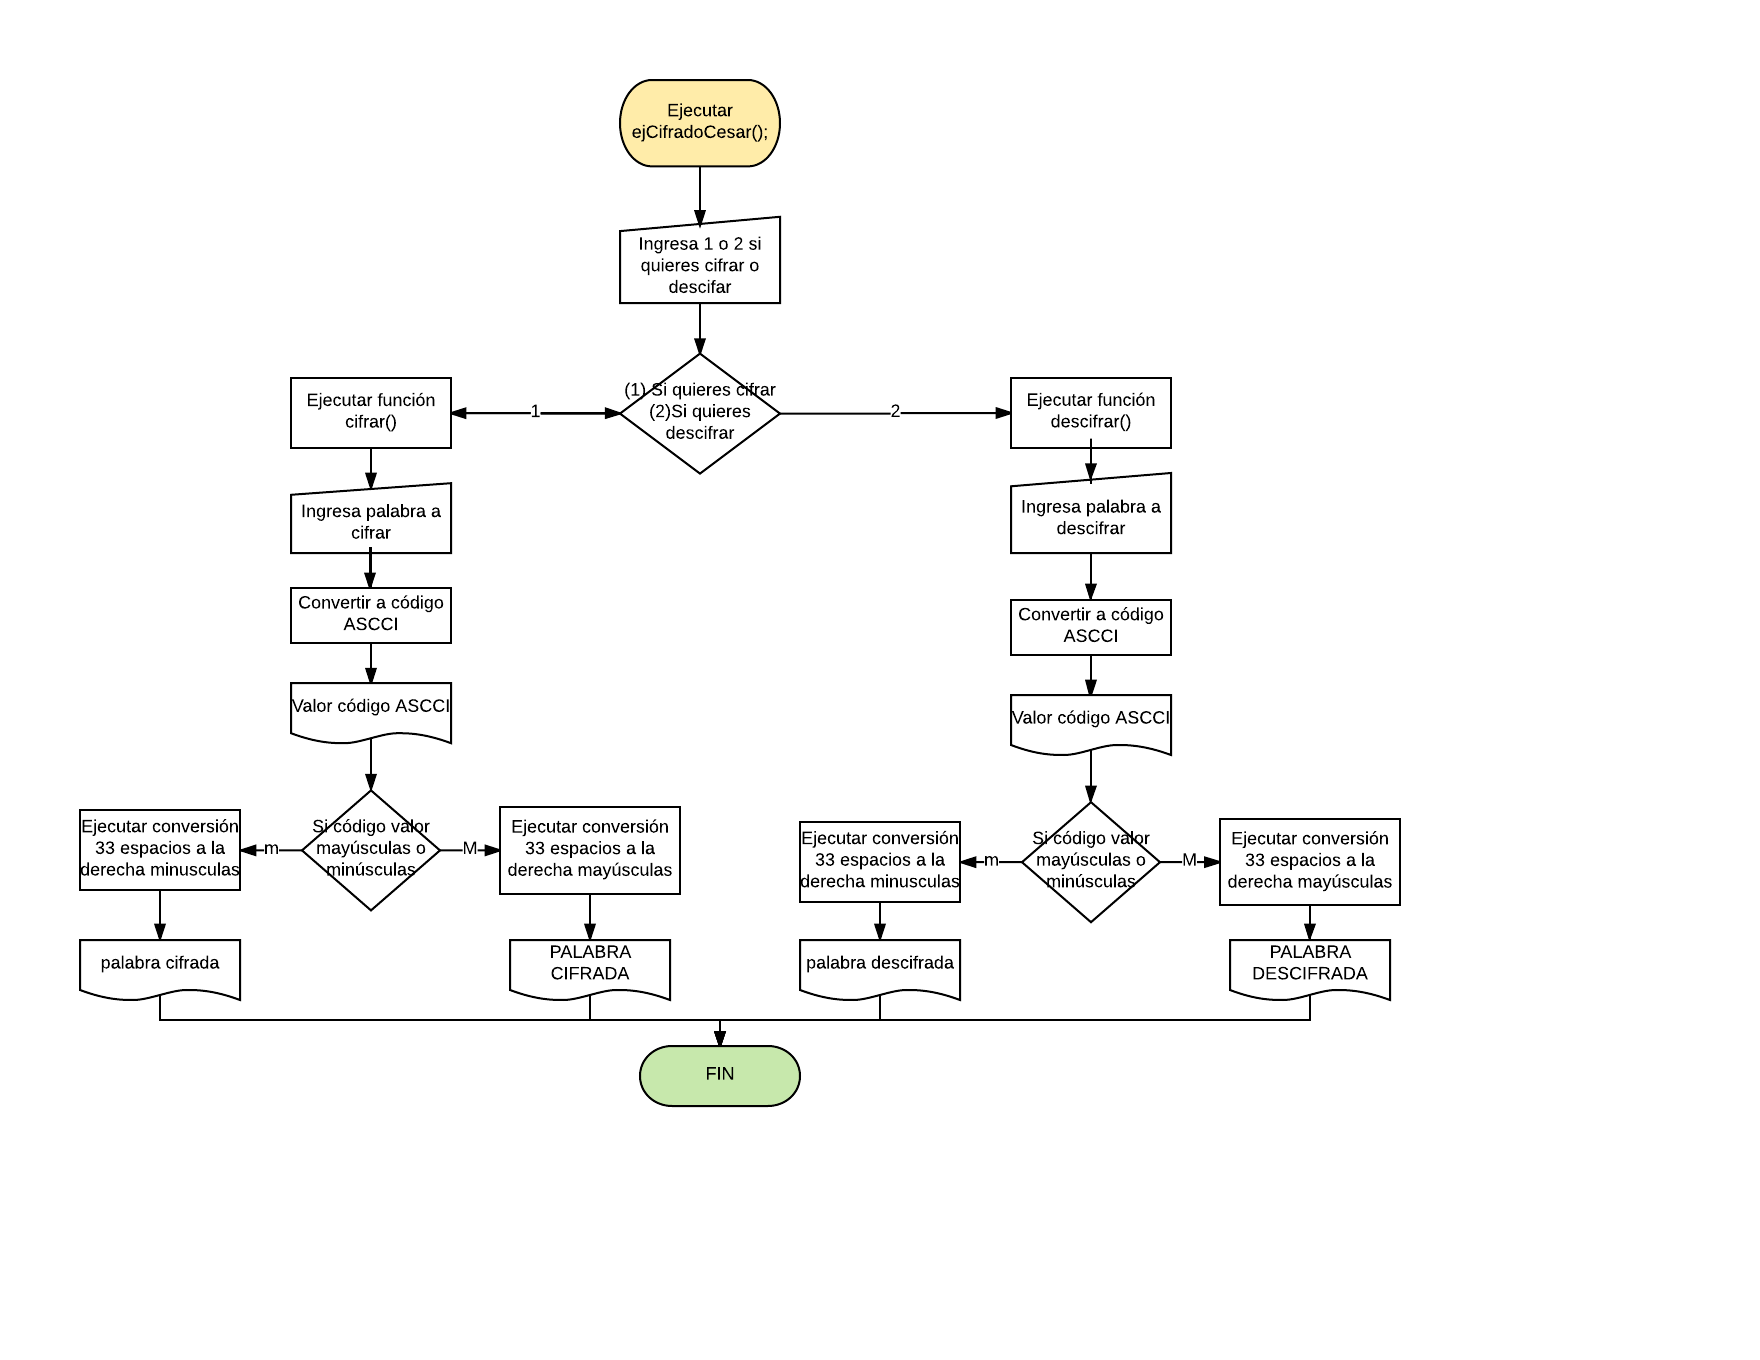 Ejecutar
ejCifradoCesar();
Ingresa 1 o 2 si
quieres cifrar o
descifar
(1) Si quieres cifrar
(2)Si quieres
descifrar
1
2
Ejecutar función
cifrar()
Ingresa palabra a
cifrar
Convertir a código
ASCCI
Valor código ASCCI
Si código valor
mayúsculas o
minúsculas
m
M
Ejecutar conversión
33 espacios a la
derecha minusculas
palabra cifrada
Ejecutar conversión
33 espacios a la
derecha mayúsculas
PALABRA
CIFRADA
Ejecutar función
descifrar()
Ingresa palabra a
descifrar
Convertir a código
ASCCI
Valor código ASCCI
Si código valor
mayúsculas o
minúsculas
m
M
Ejecutar conversión
33 espacios a la
derecha minusculas
palabra descifrada
Ejecutar conversión
33 espacios a la
derecha mayúsculas
PALABRA
DESCIFRADA
FIN